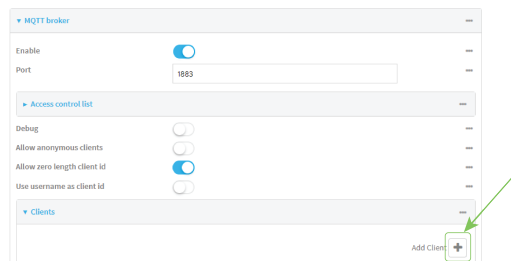 MQTT broker
Enable
Port
1883
Access control list
Debug
Allow anonymous clients
Allow zero length client id
Use username as client id
Clients
Add Client